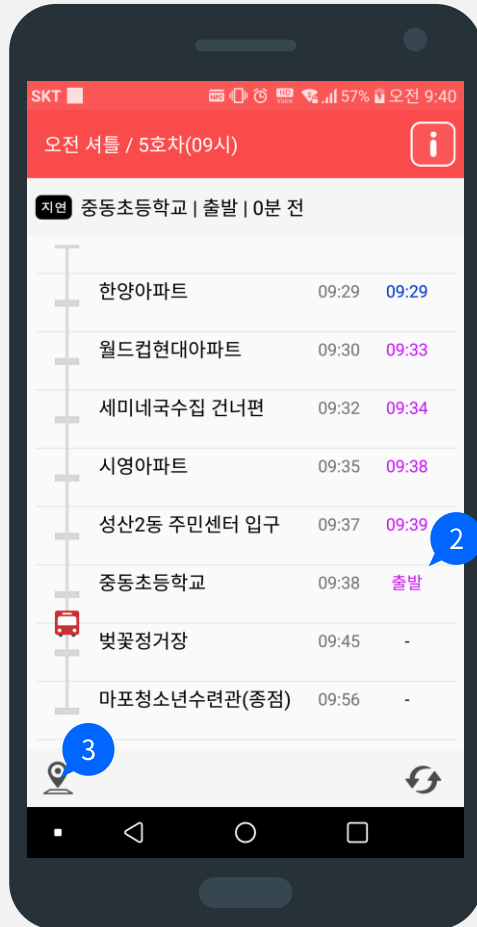 SKT NFC HD Voice 57% 오전 9:40
오전 셔틀 / 5호차(09시) i
지연 중동초등학교 | 출발 | 0분 전
한양아파트 09:29 09:29
월드컵현대아파트 09:30 09:33
세미네국수집 건너편 09:32 09:34
시영아파트 09:35 09:38
성산2동 주민센터 입구 09:37 09:39
2
중동초등학교 09:38 출발
벚꽃정거장 09:45 -
마포청소년수련관(종점) 09:56 -
3